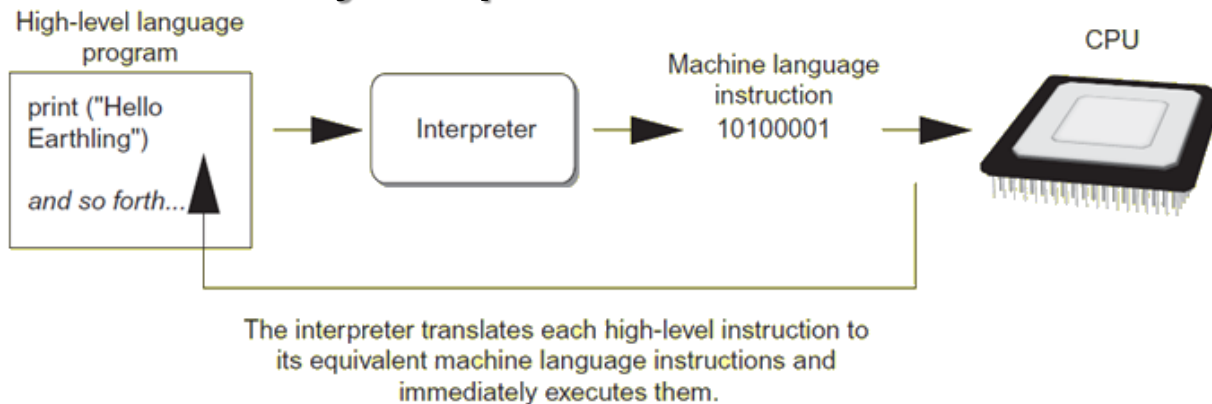 High-level language
program
print ("Hello
Earthling")
and so forth...
Interpreter
Machine language
instruction
10100001
CPU
The interpreter translates each high-level instruction to
its equivalent machine language instructions and
immediately executes them.